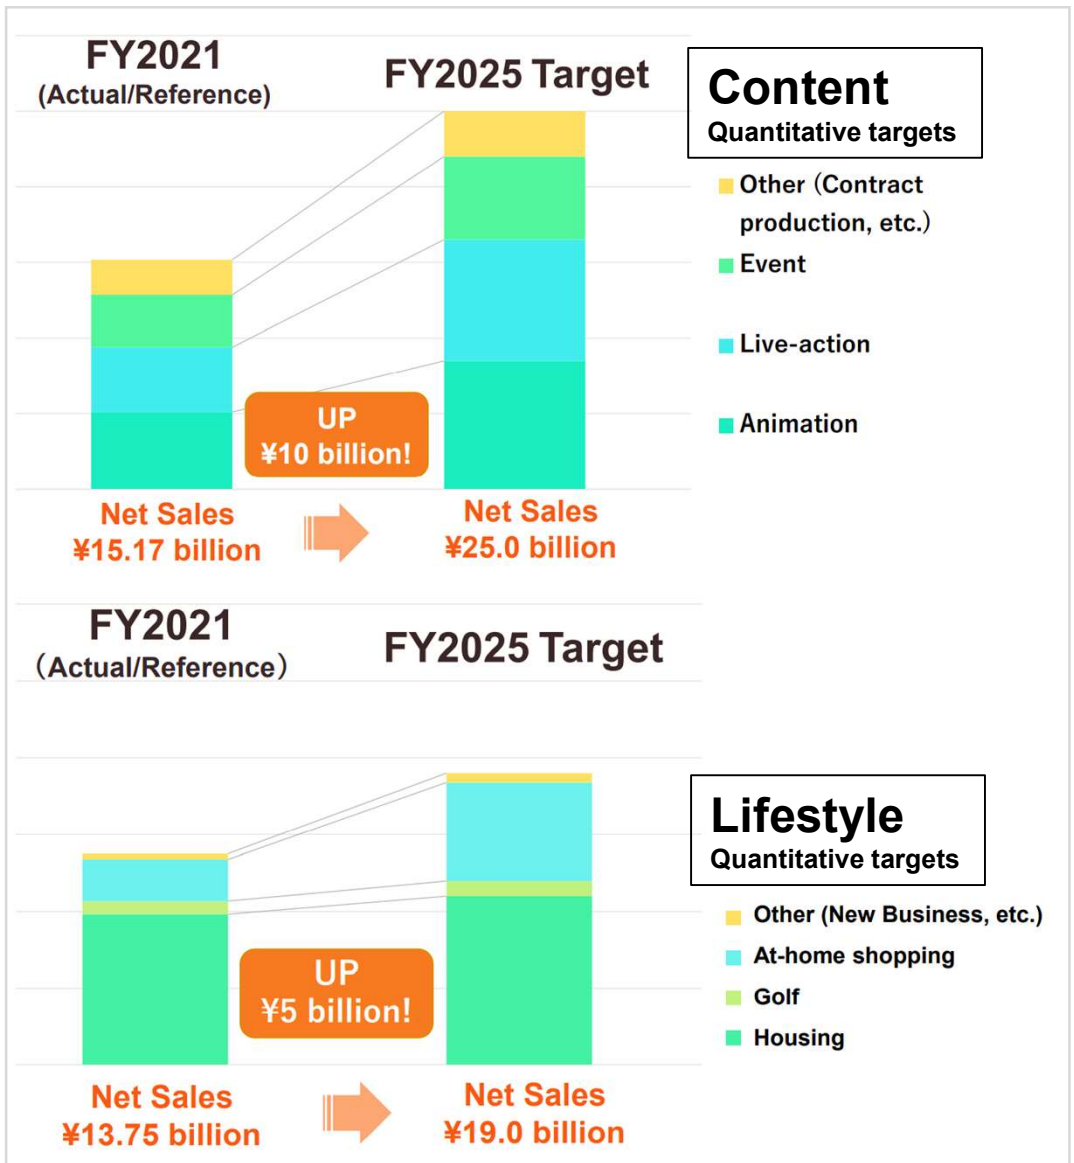 FY2021
(Actual/Reference)
FY2025 Target
Content
Quantitative targets
Other (Contract
production, etc.)
Event
Live-action
Animation
UP
¥10 billion!
Net Sales
¥15.17 billion
Net Sales
¥25.0 billion
FY2021
(Actual/Reference)
FY2025 Target
Lifestyle
Quantitative targets
Other (New Business, etc.)
At-home shopping
Golf
Housing
UP
¥5 billion!
Net Sales
¥13.75 billion
Net Sales
¥19.0 billion